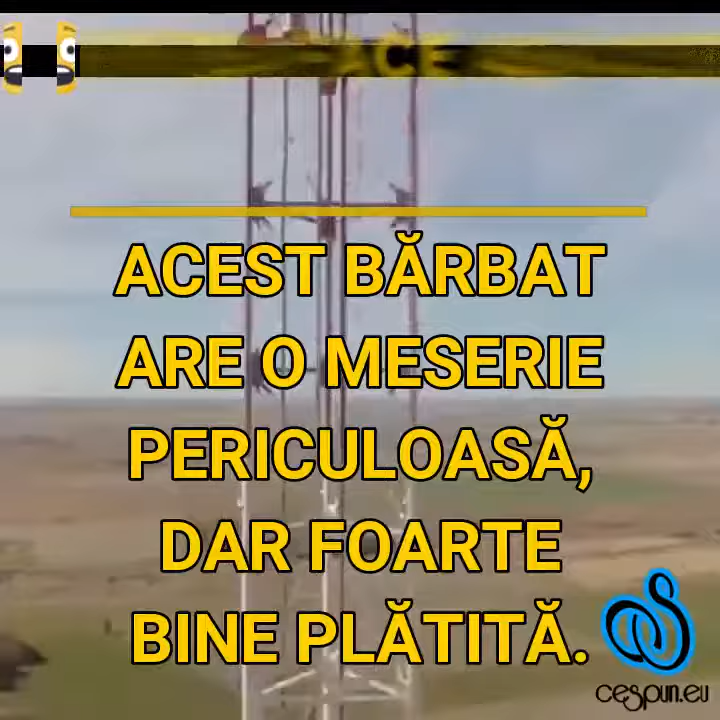 ACEST BĂRBAT
ARE O MESERIE
PERICULOASĂ,
DAR FOARTE
BINE PLĂTITĂ.
cespun.eu